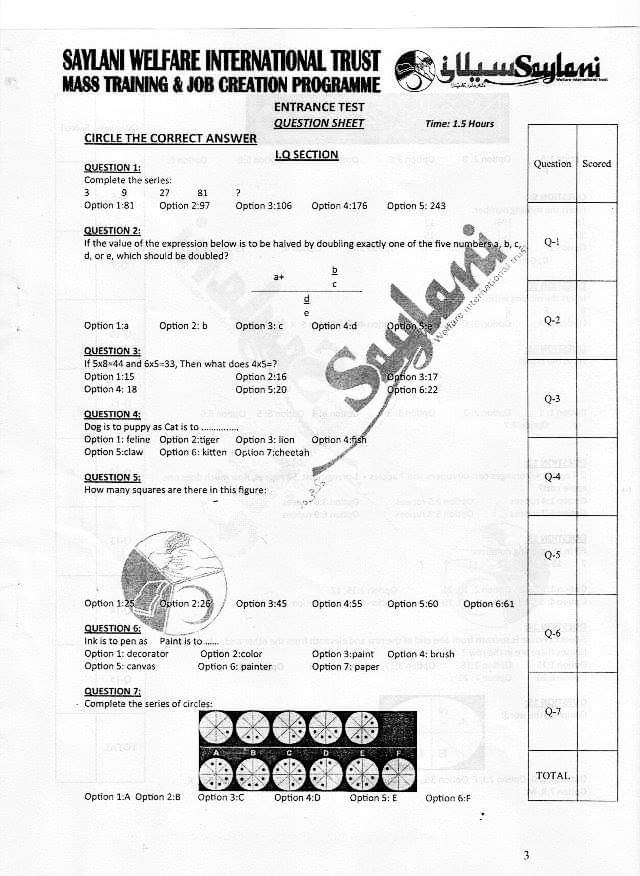 SAYLANI WELFARE INTERNATIONAL TRUST
MASS TRAINING & JOB CREATION PROGRAMME
سیلانی Saylani
Welfare International Trust
ENTRANCE TEST
QUESTION SHEET Time: 1.5 Hours
CIRCLE THE CORRECT ANSWER
I.Q SECTION
QUESTION 1:
Complete the series:
3 9 27 81 ?
Option 1:81 Option 2:97 Option 3:106 Option 4:176 Option 5: 243
QUESTION 2:
If the value of the expression below is to be halved by doubling exactly one of the five numbers a, b, c,
d, or e, which should be doubled?
a+ b
c
d
e
Option 1:a Option 2: b Option 3: c Option 4:d Option 5:e
QUESTION 3:
If 5x8=44 and 6x5=33, Then what does 4x5=?
Option 1:15 Option 2:16 Option 3:17
Option 4: 18 Option 5:20 Option 6:22
QUESTION 4:
Dog is to puppy as Cat is to ...............
Option 1: feline Option 2:tiger Option 3: lion Option 4:fish
Option 5:claw Option 6: kitten Option 7:cheetah
QUESTION 5:
How many squares are there in this figure:
Option 1:25 Option 2:26 Option 3:45 Option 4:55 Option 5:60 Option 6:61
QUESTION 6:
Ink is to pen as Paint is to ......
Option 1: decorator Option 2:color Option 3:paint Option 4: brush
Option 5: canvas Option 6: painter Option 7: paper
QUESTION 7:
Complete the series of circles:
A B C D E F
Option 1:A Option 2:B Option 3:C Option 4:D Option 5: E Option 6:F
Saylani
Welfare International trust
Question Scored
Q-1
Q-2
Q-3
Q-4
Q-5
Q-6
Q-7
TOTAL
3